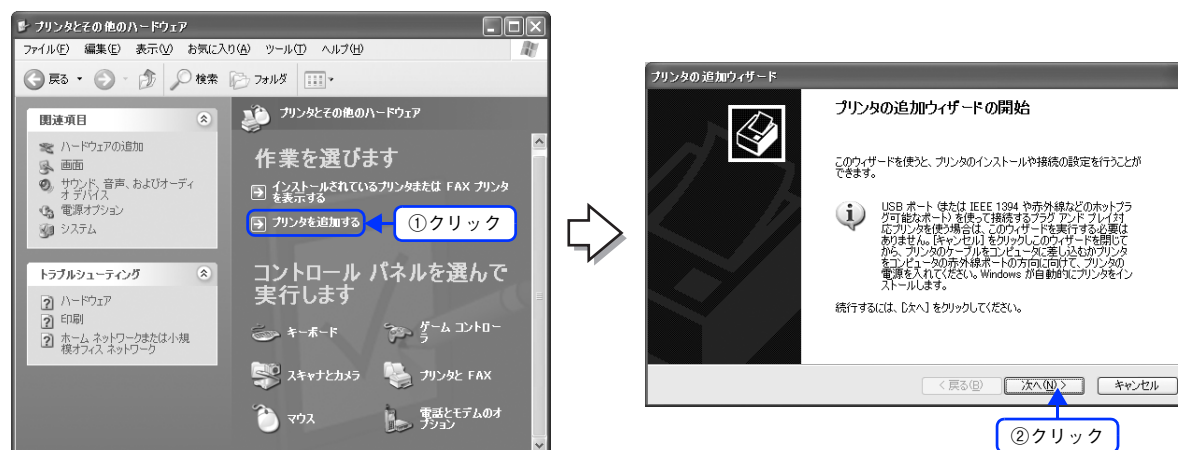 プリンタとその他のハードウェア
ファイル(F) 編集(E) 表示(V) お気に入り(A) ツール(T) ヘルプ(H)
戻る 検索 フォルダ
関連項目
ハードウェアの追加
画面
サウンド、音声、およびオーディ
オ デバイス
電源オプション
システム
トラブルシューティング
ハードウェア
印刷
ホーム ネットワークまたは小規
模オフィス ネットワーク
プリンタとその他のハードウェア
作業を選びます
インストールされているプリンタまたは FAX プリンタ
を表示する
プリンタを追加する
①クリック
コントロール パネルを選んで
実行します
キーボード
ゲーム コントロー
ラ
スキャナとカメラ
プリンタと FAX
マウス
電話とモデムのオ
プション
プリンタの追加ウィザード
プリンタの追加ウィザードの開始
このウィザードを使うと、プリンタのインストールや接続の設定を行うことが
できます。
USB ポート (または IEEE 1394 や赤外線などのホットプラ
グ可能なポート) を使って接続するプラグ アンド プレイ対
応プリンタを使う場合は、このウィザードを実行する必要は
ありません。[キャンセル] をクリックしこのウィザードを閉じて
から、プリンタのケーブルをコンピュータに差し込むかプリンタ
をコンピュータの赤外線ポートの方向に向けて、プリンタの
電源を入れてください。Windows が自動的にプリンタをイン
ストールします。
続行するには、[次へ] をクリックしてください。
< 戻る(B) 次へ(N) > キャンセル
②クリック